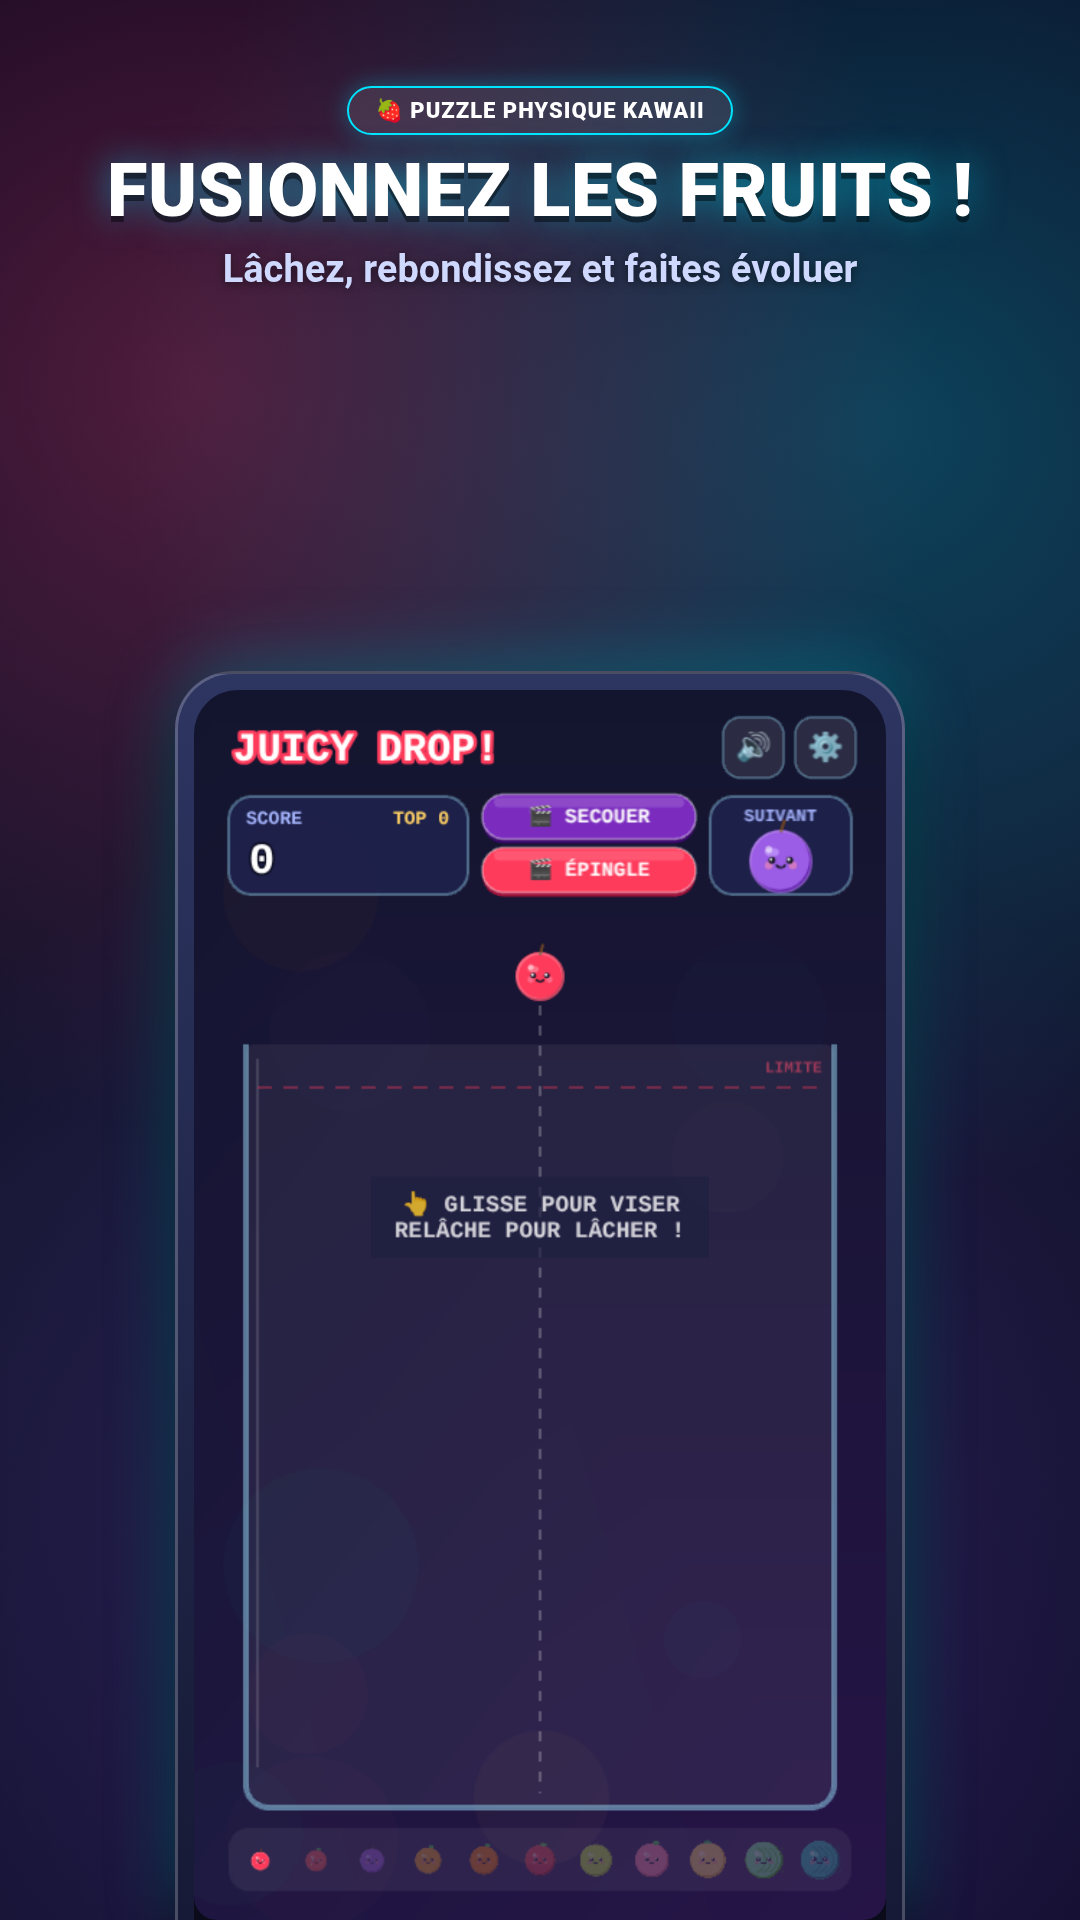 🍓 PUZZLE PHYSIQUE KAWAII
FUSIONNEZ LES FRUITS !
Lâchez, rebondissez et faites évoluer
JUICY DROP!
SCORE TOP 0
0
🎬 SECOUER
🎬 ÉPINGLE
SUIVANT
LIMITE
👆 GLISSE POUR VISER
RELÂCHE POUR LÂCHER !